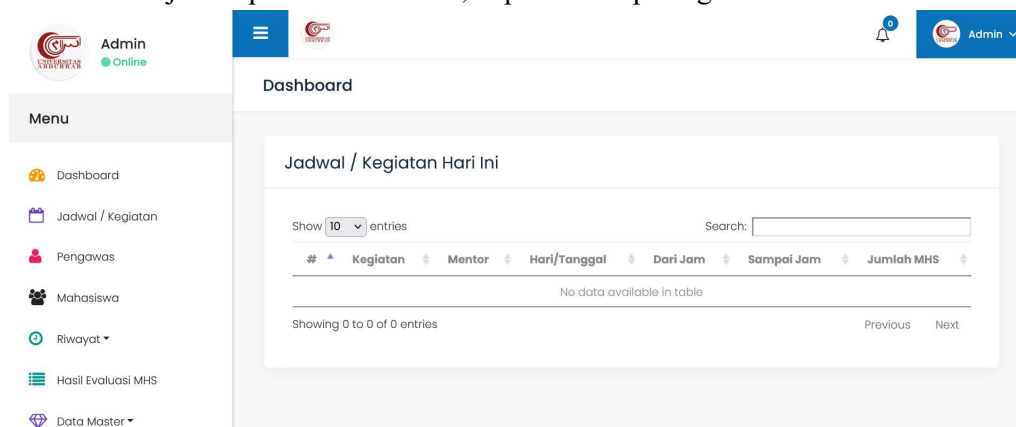 Admin
Online
UNIVERSITAS
ABDURRAB
0
Admin
Dashboard
Menu
Dashboard
Jadwal / Kegiatan
Pengawas
Mahasiswa
Riwayat
Hasil Evaluasi MHS
Data Master
Jadwal / Kegiatan Hari Ini
Show 10 entries
Search:
# Kegiatan Mentor Hari/Tanggal Dari Jam Sampai Jam Jumlah MHS
No data available in table
Showing 0 to 0 of 0 entries
Previous Next